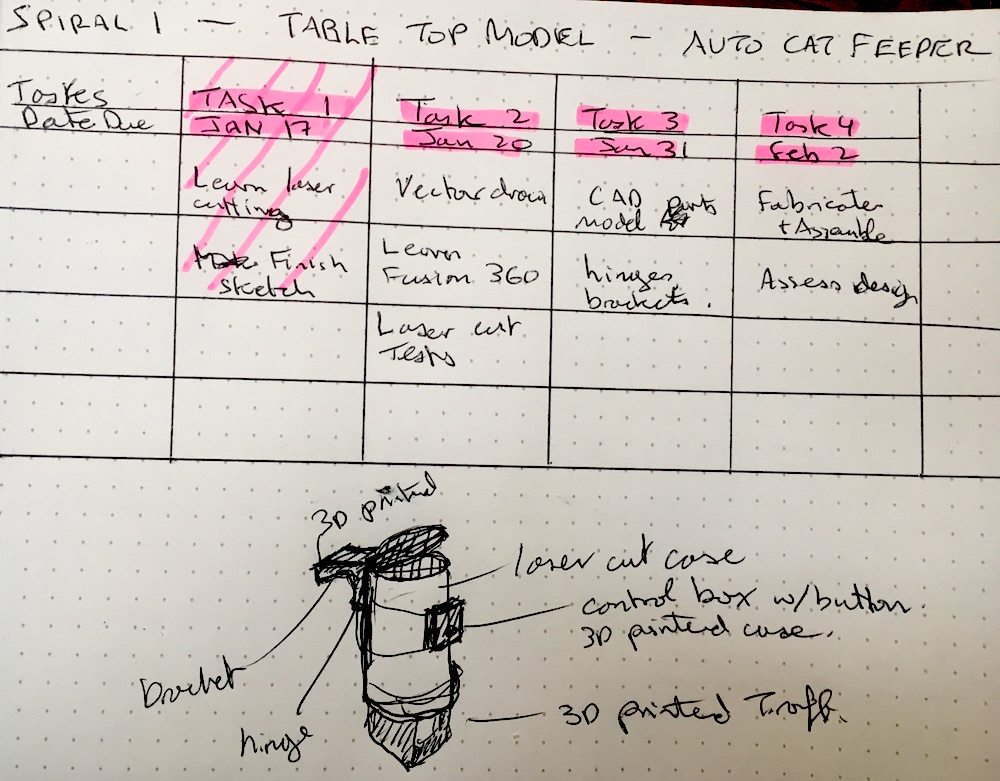 SPIRAL 1 — TABLE TOP MODEL — AUTO CAT FEEPER
Taskes
Date Due
TASK 1
JAN 17
Learn laser
cutting
Finish
Sketch
Task 2
Jan 20
Vector draw
Learn
Fusion 360
Laser cut
Tests
Task 3
Jan 31
CAD parts
model
hinges,
brackets.
Task 4
Feb 2
Fabricate
+ Assemble
Assess design
3D printed
laser cut case
control box w/button
3D printed case.
bracket
hinge
3D printed Troff.